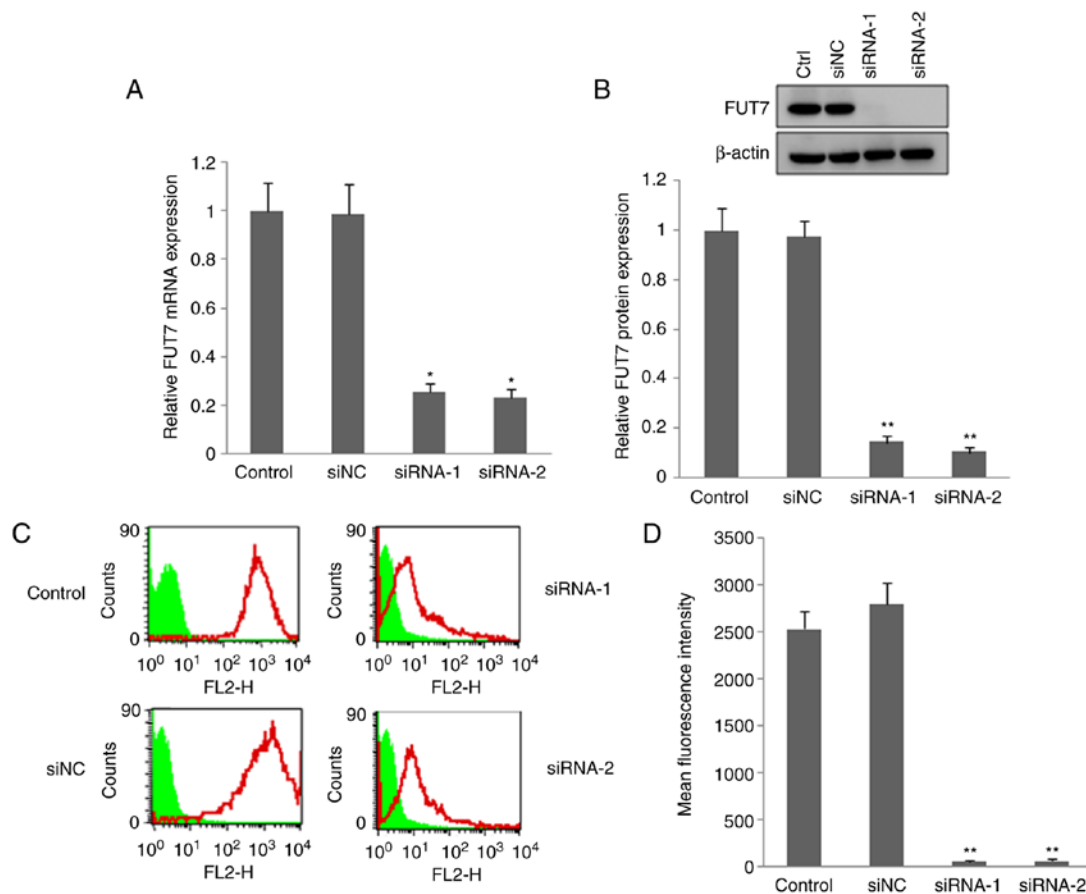 A
Relative FUT7 mRNA expression
1.2
1
0.8
0.6
0.4
0.2
0
*
*
Control siNC siRNA-1 siRNA-2
B
Ctrl
siNC
siRNA-1
siRNA-2
FUT7
β-actin
Relative FUT7 protein expression
1.2
1
0.8
0.6
0.4
0.2
0
**
**
Control siNC siRNA-1 siRNA-2
C
Control
90
Counts
0
10⁰ 10¹ 10² 10³ 10⁴
FL2-H
siRNA-1
90
Counts
0
10⁰ 10¹ 10² 10³ 10⁴
FL2-H
siNC
90
Counts
0
10⁰ 10¹ 10² 10³ 10⁴
FL2-H
siRNA-2
90
Counts
0
10⁰ 10¹ 10² 10³ 10⁴
FL2-H
D
Mean fluorescence intensity
3500
3000
2500
2000
1500
1000
500
0
**
**
Control siNC siRNA-1 siRNA-2